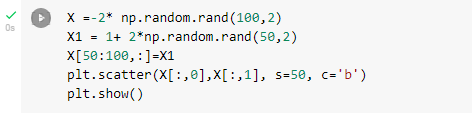 X =-2* np.random.rand(100,2)
0s
X1 = 1+ 2*np.random.rand(50,2)
X[50:100,:]=X1
plt.scatter(X[:,0],X[:,1], s=50, c='b')
plt.show()